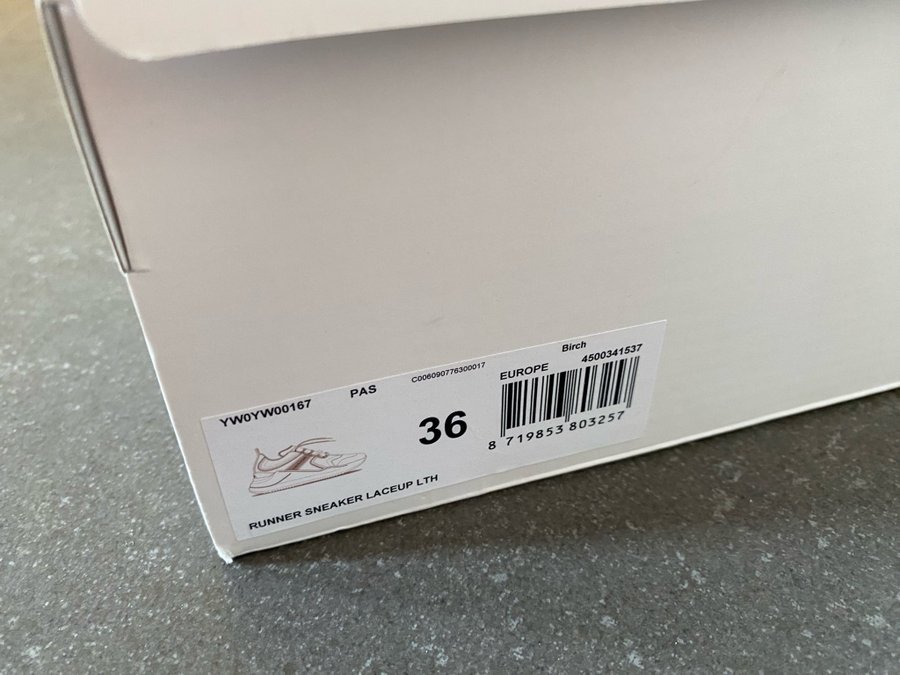 YW0YW00167 PAS C006090776300017
Birch
EUROPE 4500341537
36
8 719853 803257
RUNNER SNEAKER LACEUP LTH